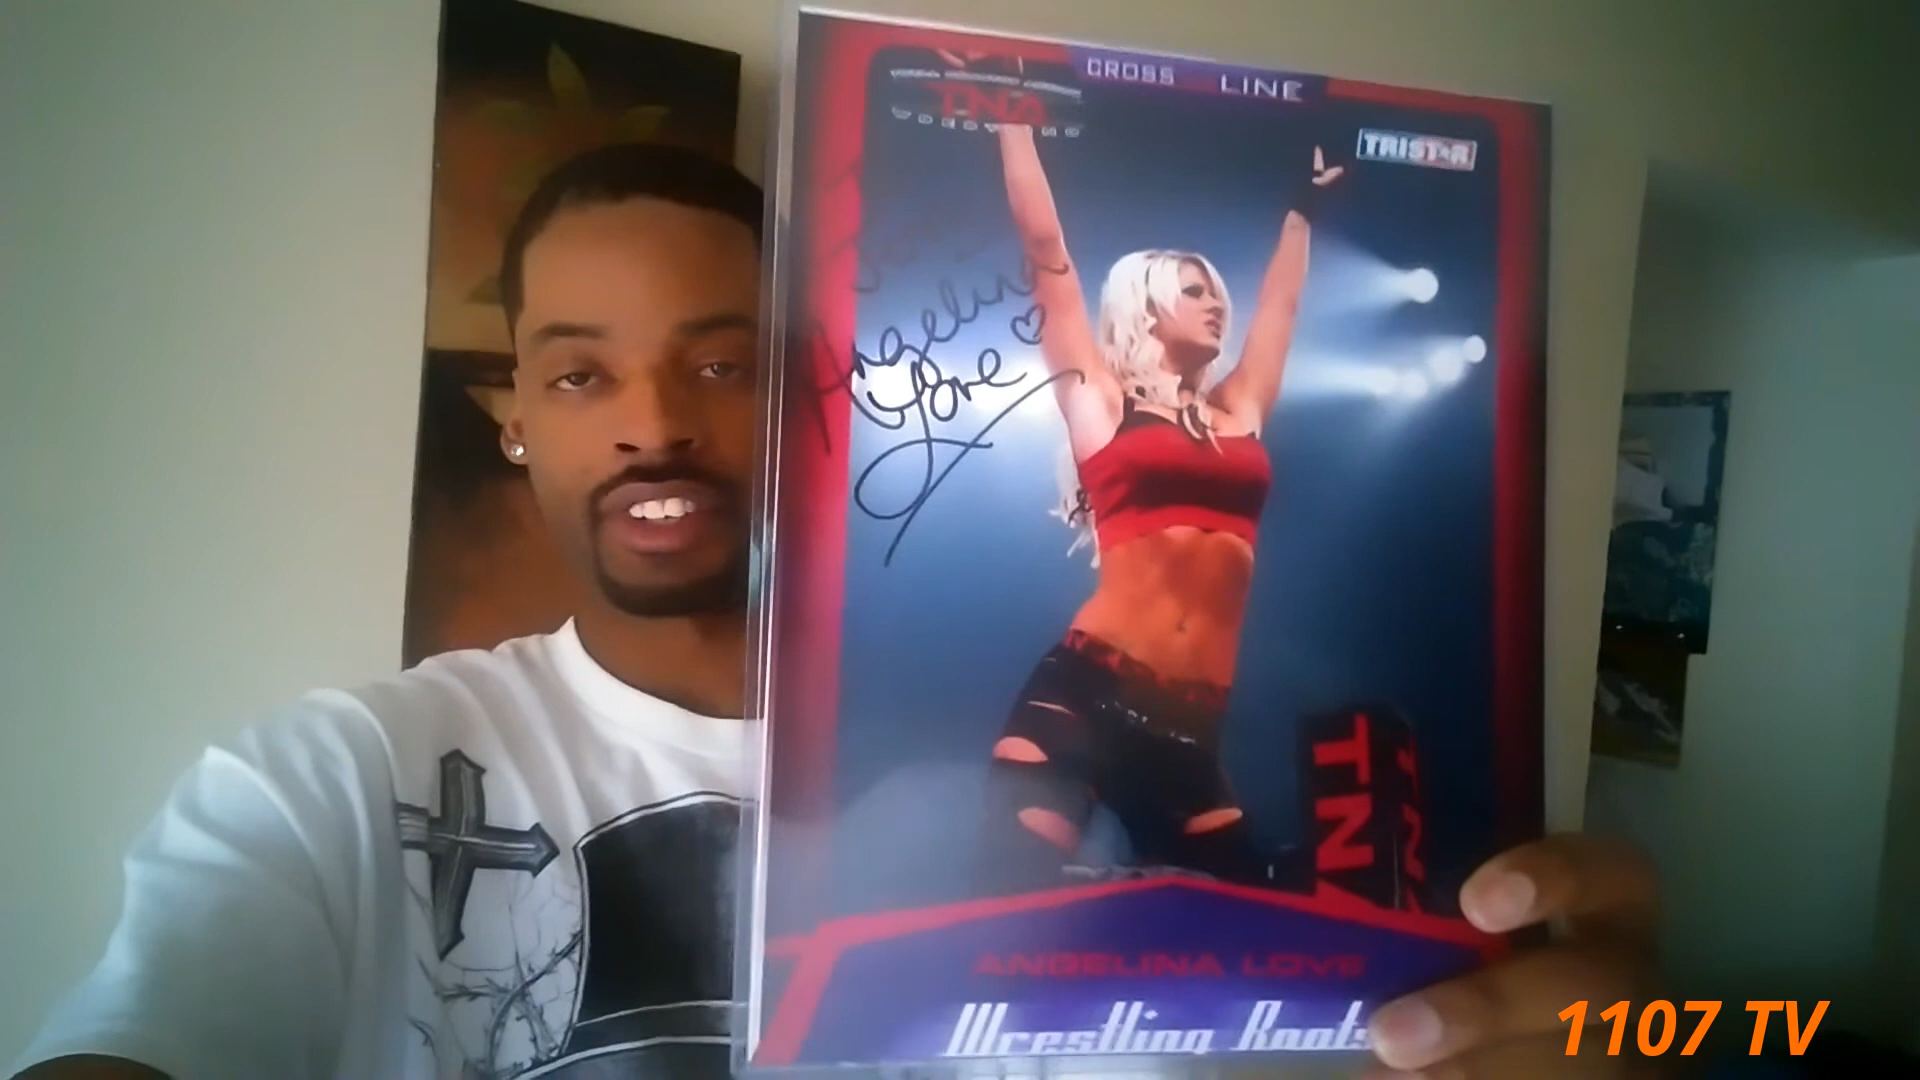 CROSS LINE
TNA
TRISTAR
Angelina
Love
TNA
ANGELINA LOVE
Wrestling Roots
1107 TV